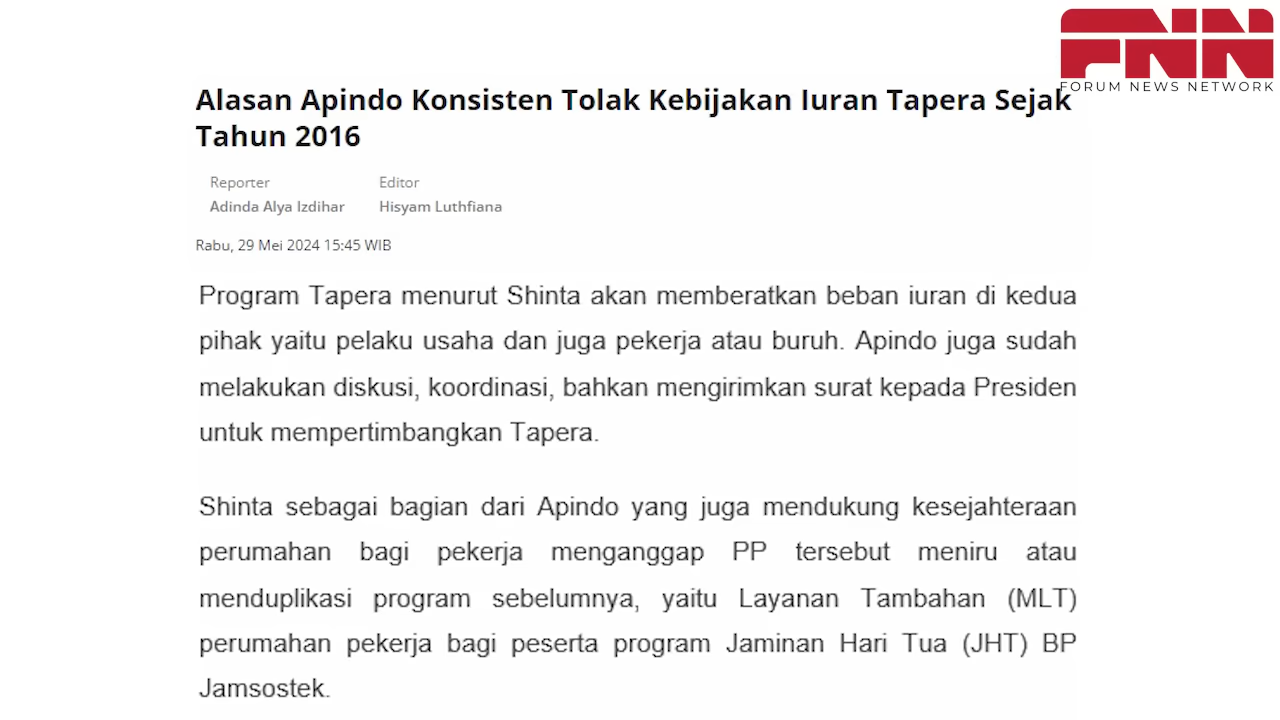 FNN
FORUM NEWS NETWORK
Alasan Apindo Konsisten Tolak Kebijakan Iuran Tapera Sejak
Tahun 2016
Reporter Editor
Adinda Alya Izdihar Hisyam Luthfiana
Rabu, 29 Mei 2024 15:45 WIB
Program Tapera menurut Shinta akan memberatkan beban iuran di kedua
pihak yaitu pelaku usaha dan juga pekerja atau buruh. Apindo juga sudah
melakukan diskusi, koordinasi, bahkan mengirimkan surat kepada Presiden
untuk mempertimbangkan Tapera.
Shinta sebagai bagian dari Apindo yang juga mendukung kesejahteraan
perumahan bagi pekerja menganggap PP tersebut meniru atau
menduplikasi program sebelumnya, yaitu Layanan Tambahan (MLT)
perumahan pekerja bagi peserta program Jaminan Hari Tua (JHT) BP
Jamsostek.